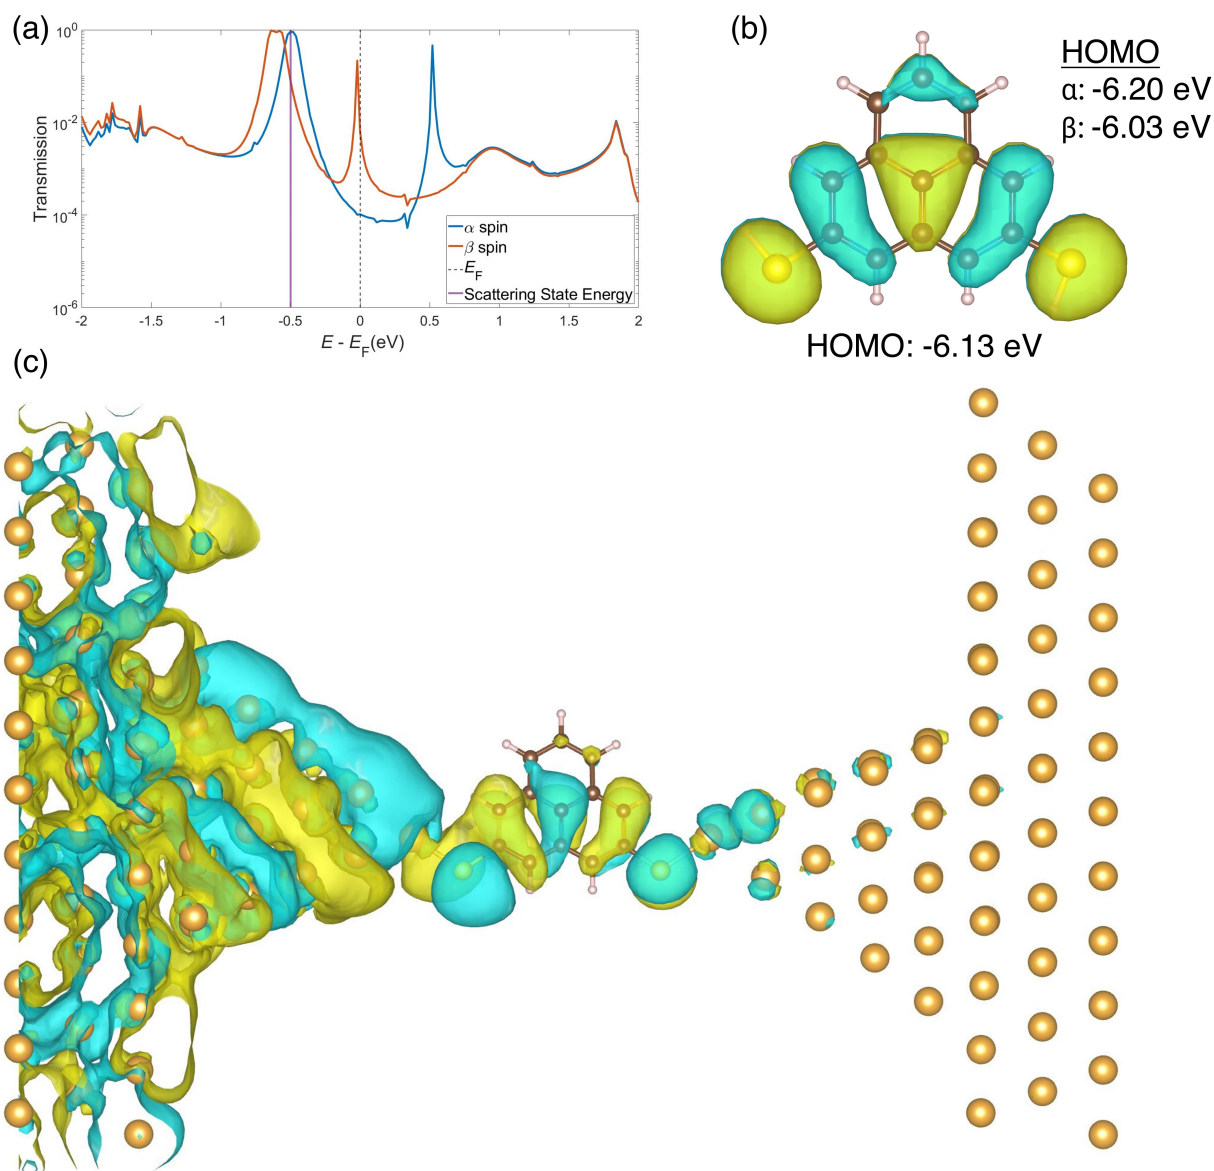 (a)
Transmission
10^0
10^-2
10^-4
10^-6
α spin
β spin
E_F
Scattering State Energy
-2 -1.5 -1 -0.5 0 0.5 1 1.5 2
E - E_F(eV)
(b)
HOMO
α: -6.20 eV
β: -6.03 eV
HOMO: -6.13 eV
(c)